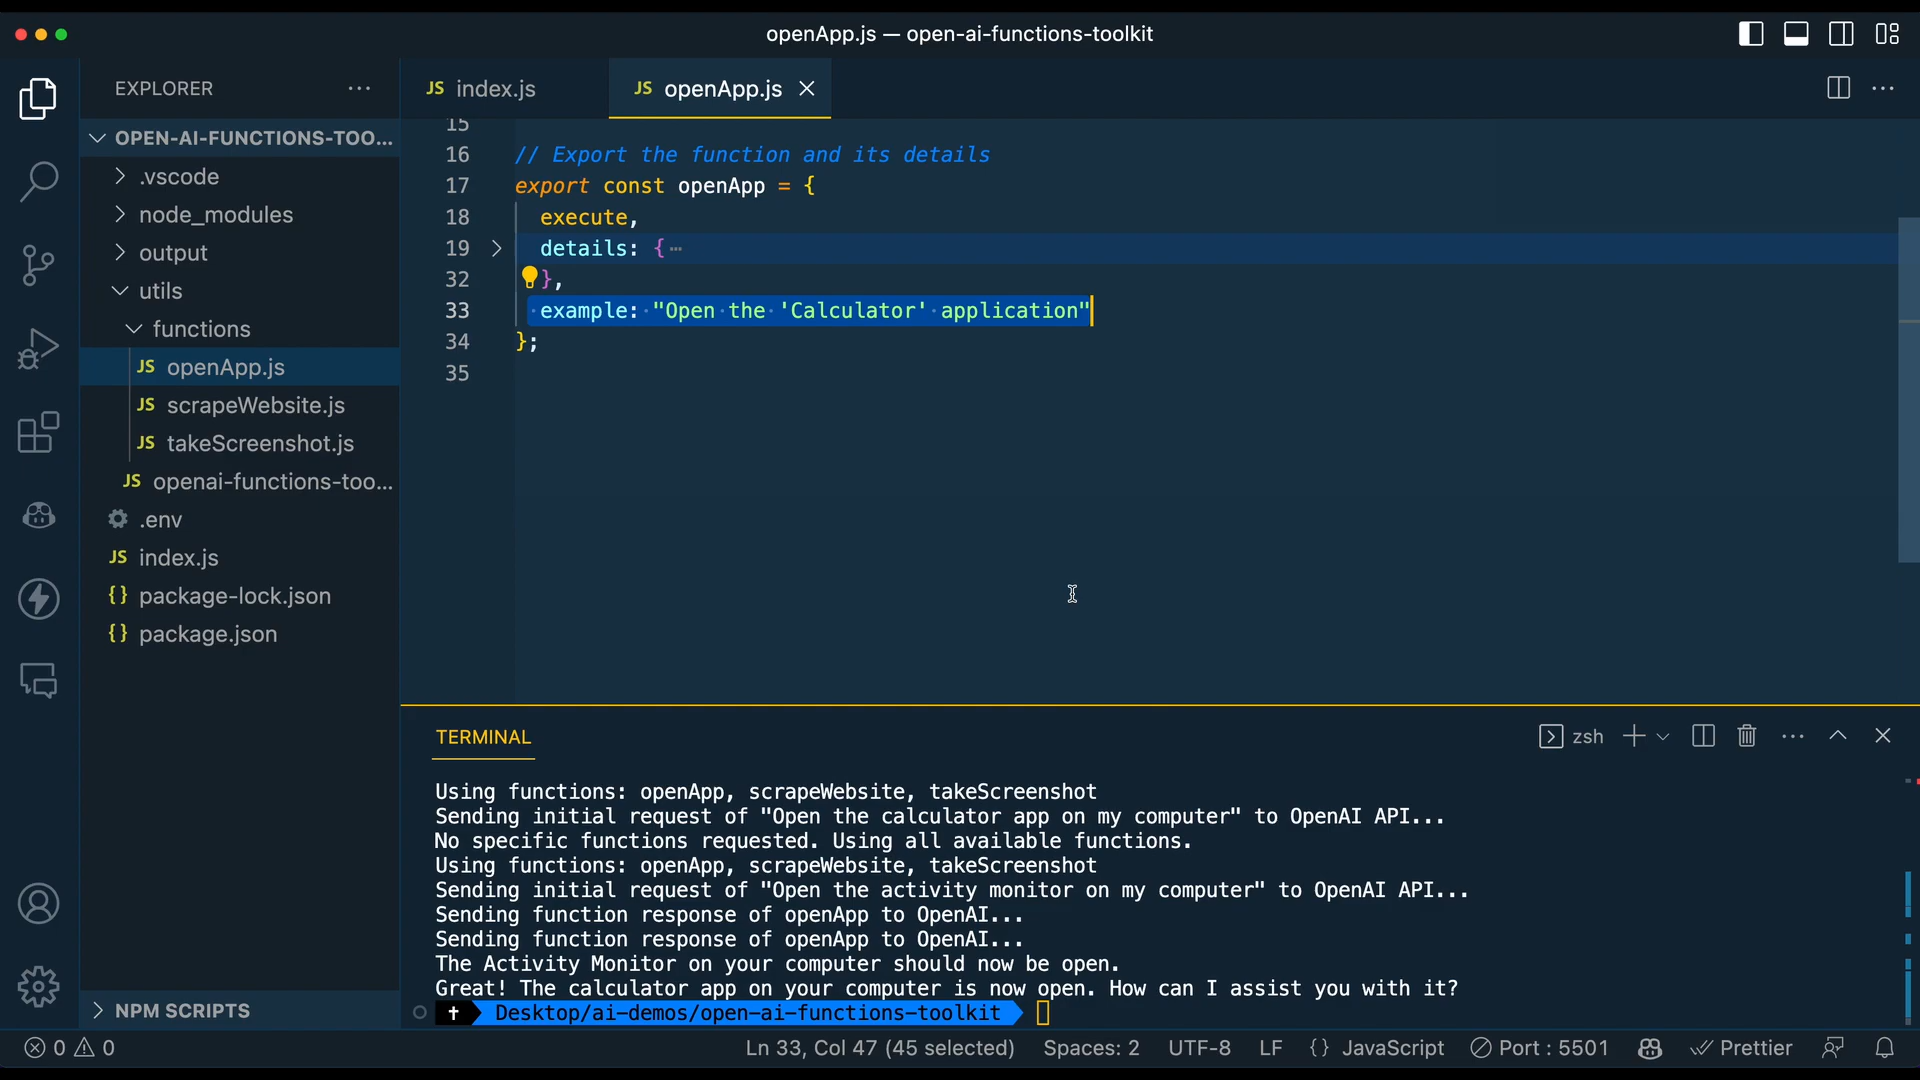 openApp.js — open-ai-functions-toolkit
EXPLORER
OPEN-AI-FUNCTIONS-TOO...
.vscode
node_modules
output
utils
functions
JS openApp.js
JS scrapeWebsite.js
JS takeScreenshot.js
JS openai-functions-too...
.env
JS index.js
{} package-lock.json
{} package.json
NPM SCRIPTS
JS index.js
JS openApp.js
15
16 // Export the function and its details
17 export const openApp = {
18 execute,
19 details: {⋯
32 },
33 example: "Open the 'Calculator' application"
34 };
35
TERMINAL
zsh
Using functions: openApp, scrapeWebsite, takeScreenshot
Sending initial request of "Open the calculator app on my computer" to OpenAI API...
No specific functions requested. Using all available functions.
Using functions: openApp, scrapeWebsite, takeScreenshot
Sending initial request of "Open the activity monitor on my computer" to OpenAI API...
Sending function response of openApp to OpenAI...
Sending function response of openApp to OpenAI...
The Activity Monitor on your computer should now be open.
Great! The calculator app on your computer is now open. How can I assist you with it?
Desktop/ai-demos/open-ai-functions-toolkit
0 0
Ln 33, Col 47 (45 selected) Spaces: 2 UTF-8 LF {} JavaScript Port : 5501 Prettier